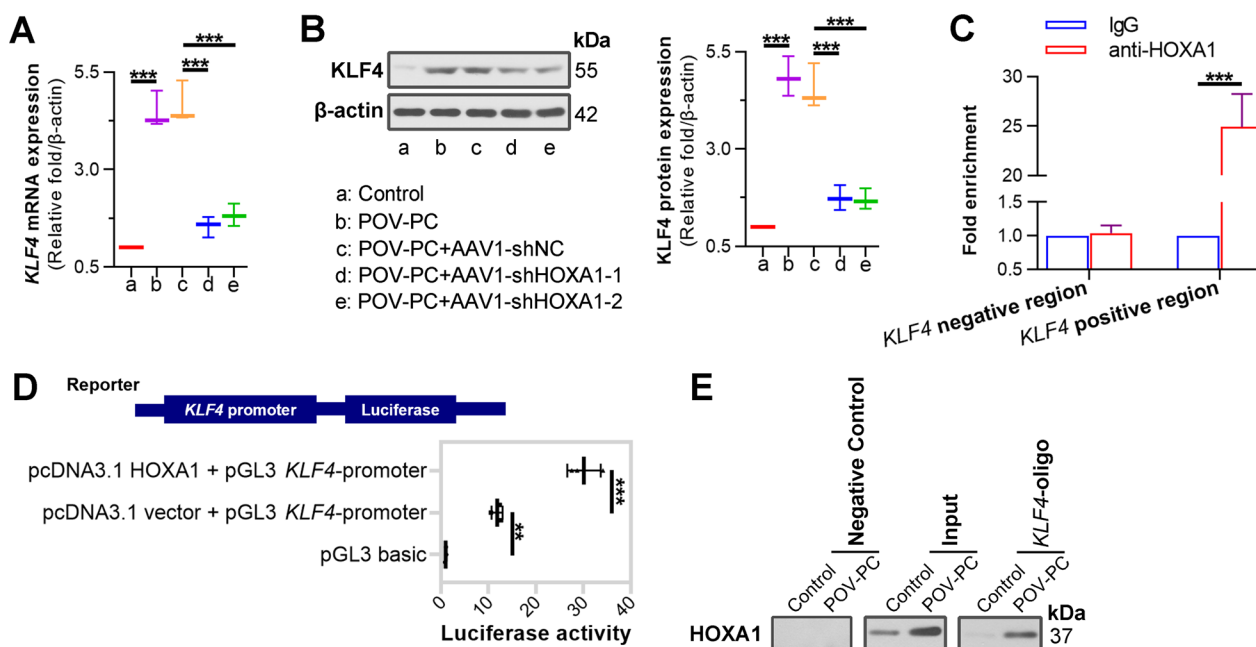 A
KLF4 mRNA expression
(Relative fold/β-actin)
5.5
3.0
0.5
***
***
***
a b c d e
B
kDa
KLF4
55
β-actin
42
a b c d e
a: Control
b: POV-PC
c: POV-PC+AAV1-shNC
d: POV-PC+AAV1-shHOXA1-1
e: POV-PC+AAV1-shHOXA1-2
KLF4 protein expression
(Relative fold/β-actin)
5.5
3.0
0.5
***
***
***
a b c d e
C
IgG
anti-HOXA1
Fold enrichment
30
25
20
1.5
1.0
0.5
***
KLF4 negative region
KLF4 positive region
D
Reporter
KLF4 promoter
Luciferase
pcDNA3.1 HOXA1 + pGL3 KLF4-promoter
pcDNA3.1 vector + pGL3 KLF4-promoter
pGL3 basic
***
**
0 10 20 30 40
Luciferase activity
E
Negative Control
Input
KLF4-oligo
Control
POV-PC
Control
POV-PC
Control
POV-PC
kDa
HOXA1
37